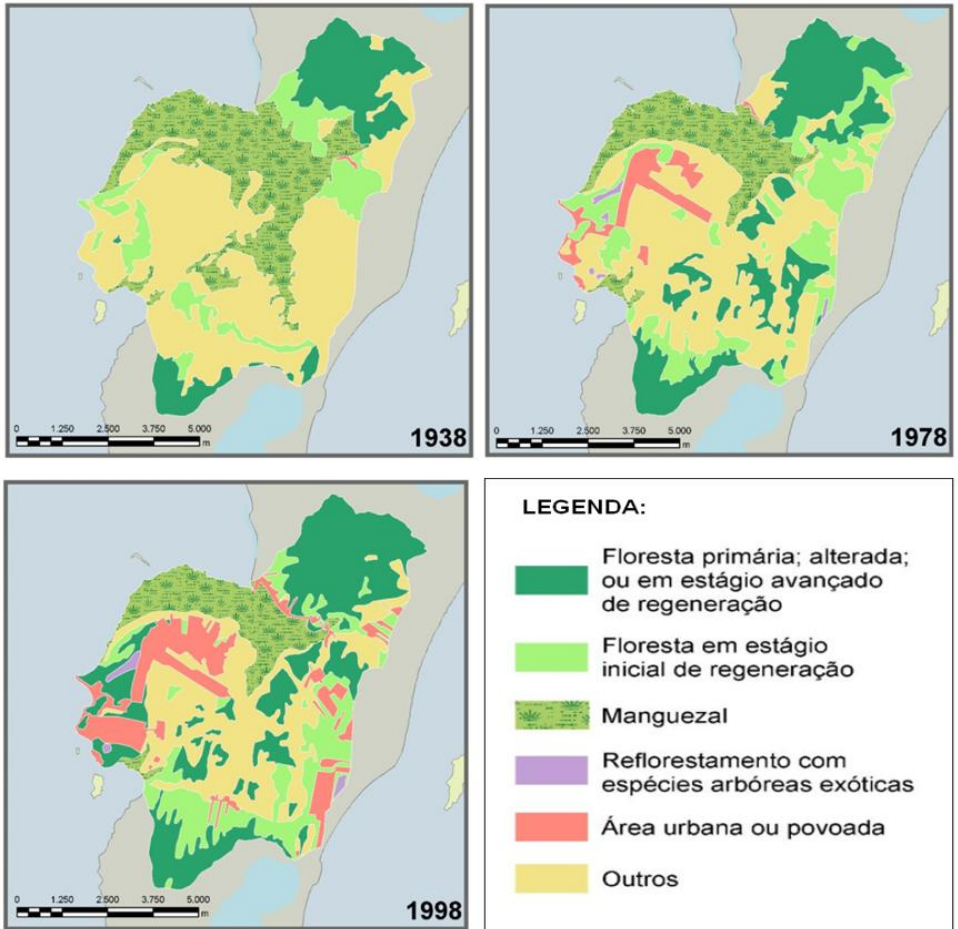 0 1.250 2.500 3.750 5.000
m
1938
0 1.250 2.500 3.750 5.000
m
1978
0 1.250 2.500 3.750 5.000
m
1998
LEGENDA:
Floresta primária; alterada;
ou em estágio avançado
de regeneração
Floresta em estágio
inicial de regeneração
Manguezal
Reflorestamento com
espécies arbóreas exóticas
Área urbana ou povoada
Outros